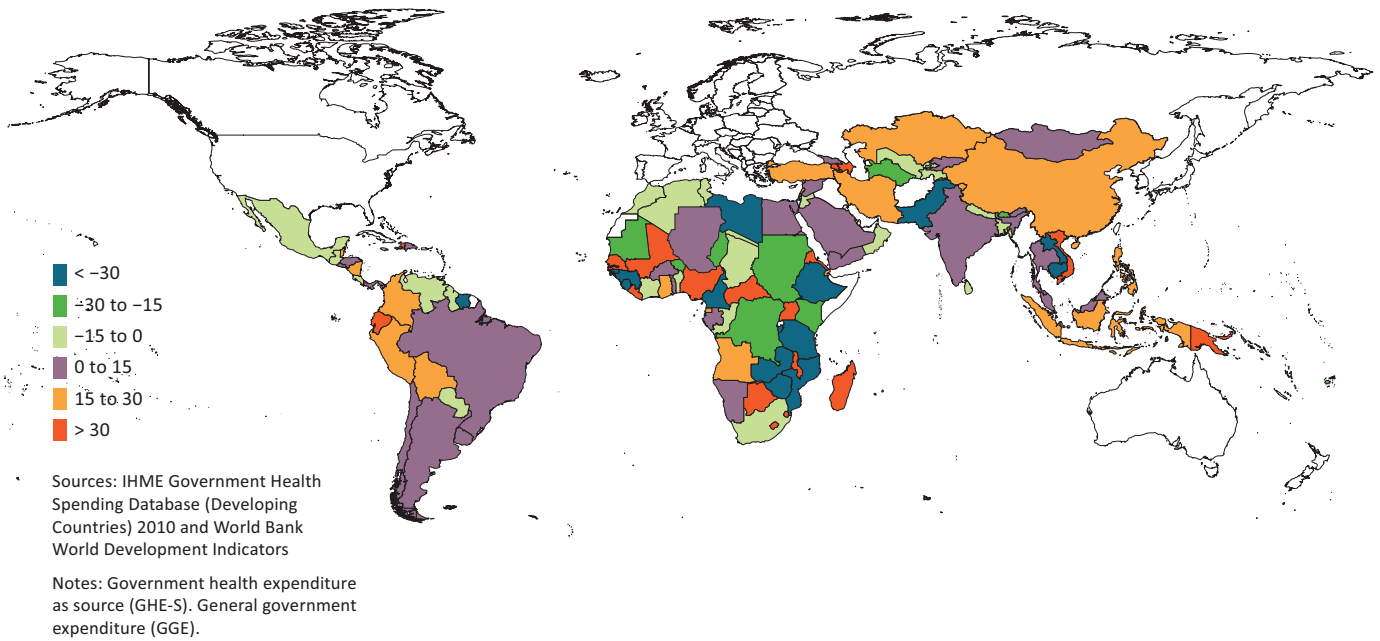 < −30
−30 to −15
−15 to 0
0 to 15
15 to 30
> 30
Sources: IHME Government Health
Spending Database (Developing
Countries) 2010 and World Bank
World Development Indicators
Notes: Government health expenditure
as source (GHE-S). General government
expenditure (GGE).